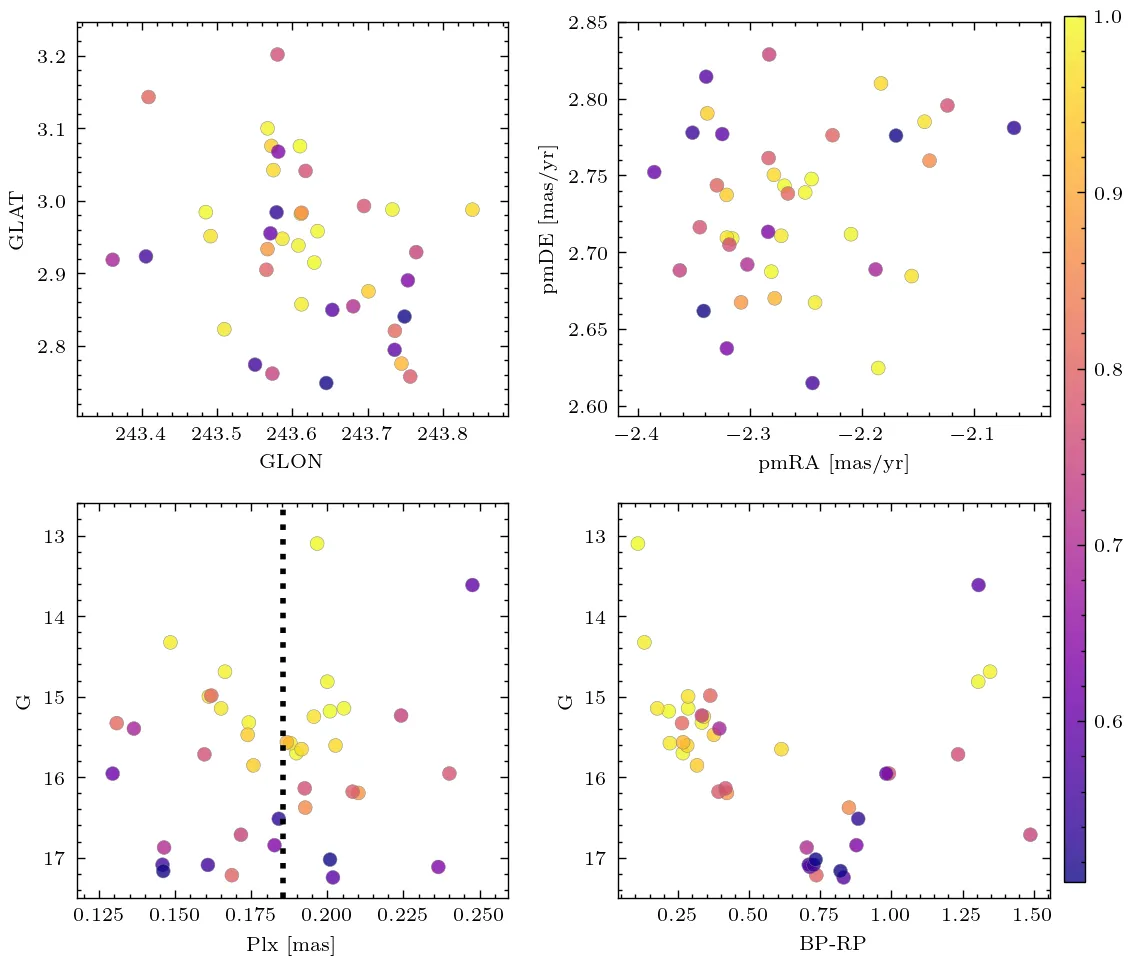 3.2
3.1
3.0
2.9
2.8
GLAT
243.4 243.5 243.6 243.7 243.8
GLON
2.85
2.80
2.75
2.70
2.65
2.60
pmDE [mas/yr]
−2.4 −2.3 −2.2 −2.1
pmRA [mas/yr]
1.0
0.9
0.8
0.7
0.6
13
14
15
16
17
G
0.125 0.150 0.175 0.200 0.225 0.250
Plx [mas]
13
14
15
16
17
G
0.25 0.50 0.75 1.00 1.25 1.50
BP-RP